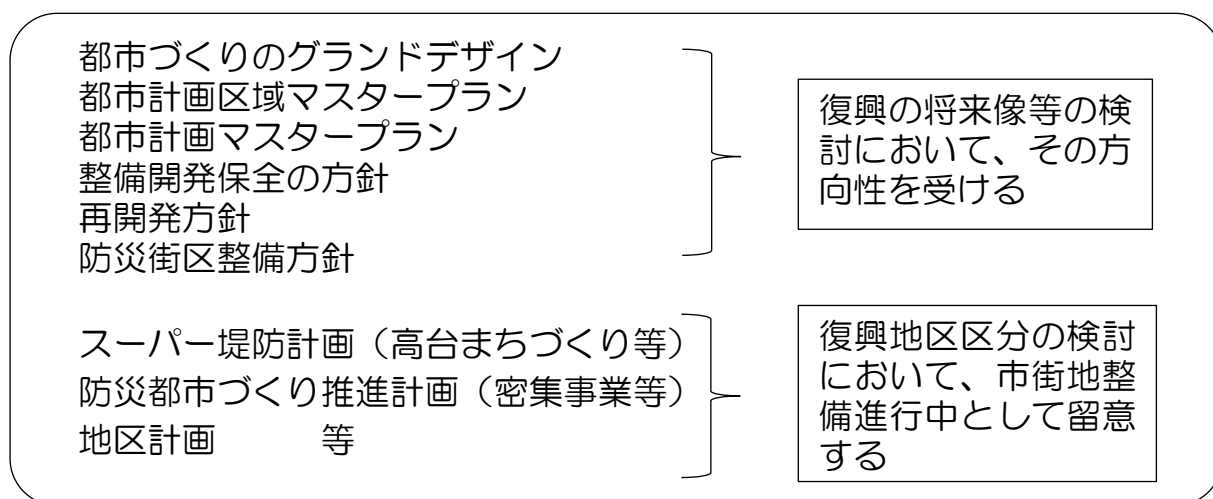 都市づくりのグランドデザイン
都市計画区域マスタープラン
都市計画マスタープラン
整備開発保全の方針
再開発方針
防災街区整備方針
復興の将来像等の検
討において、その方
向性を受ける
スーパー堤防計画（高台まちづくり等）
防災都市づくり推進計画（密集事業等）
地区計画　　　等
復興地区区分の検討
において、市街地整
備進行中として留意
する